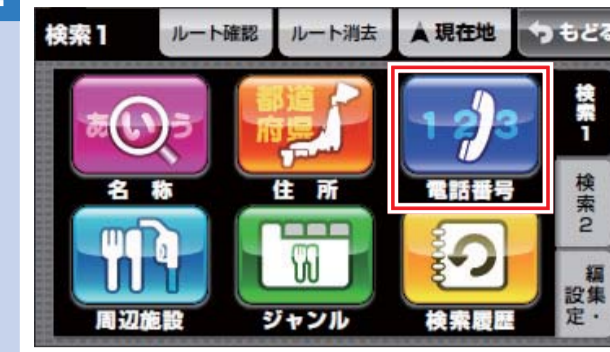 検索1 ルート確認 ルート消去 現在地 もどる
あいう
都道
府県
123
名 称
住 所
電話番号
周辺施設
ジャンル
検索履歴
検索1
検索2
編集・
設定